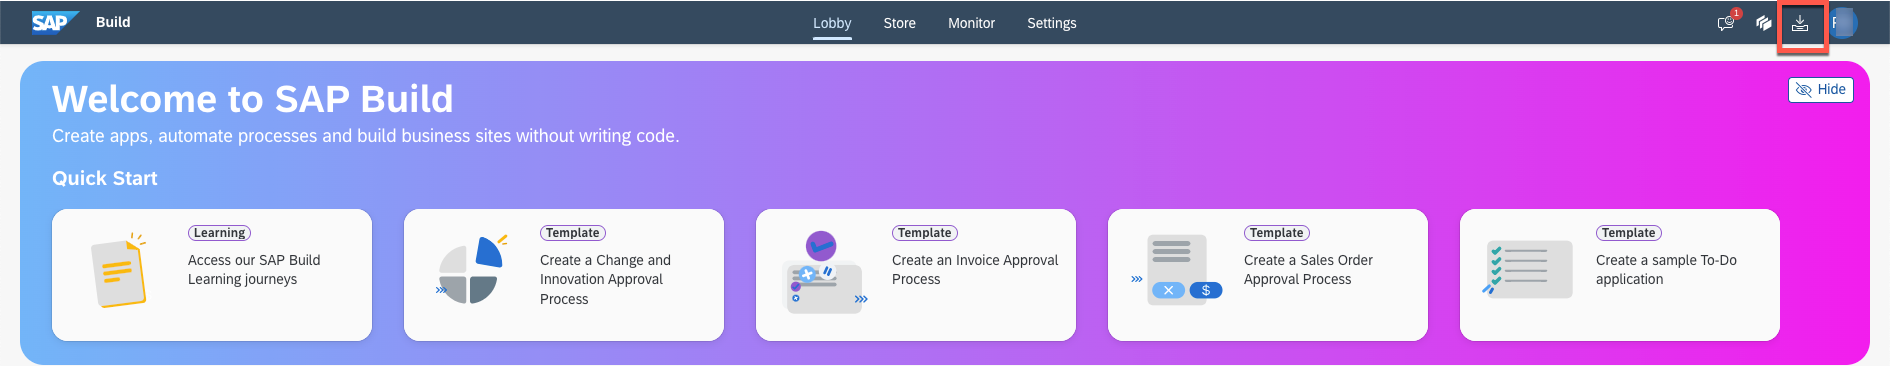 SAP Build Lobby Store Monitor Settings 1
Welcome to SAP Build
Hide
Create apps, automate processes and build business sites without writing code.
Quick Start
Learning
Access our SAP Build
Learning journeys
Template
Create a Change and
Innovation Approval
Process
Template
Create an Invoice Approval
Process
$
Template
Create a Sales Order
Approval Process
Template
Create a sample To-Do
application